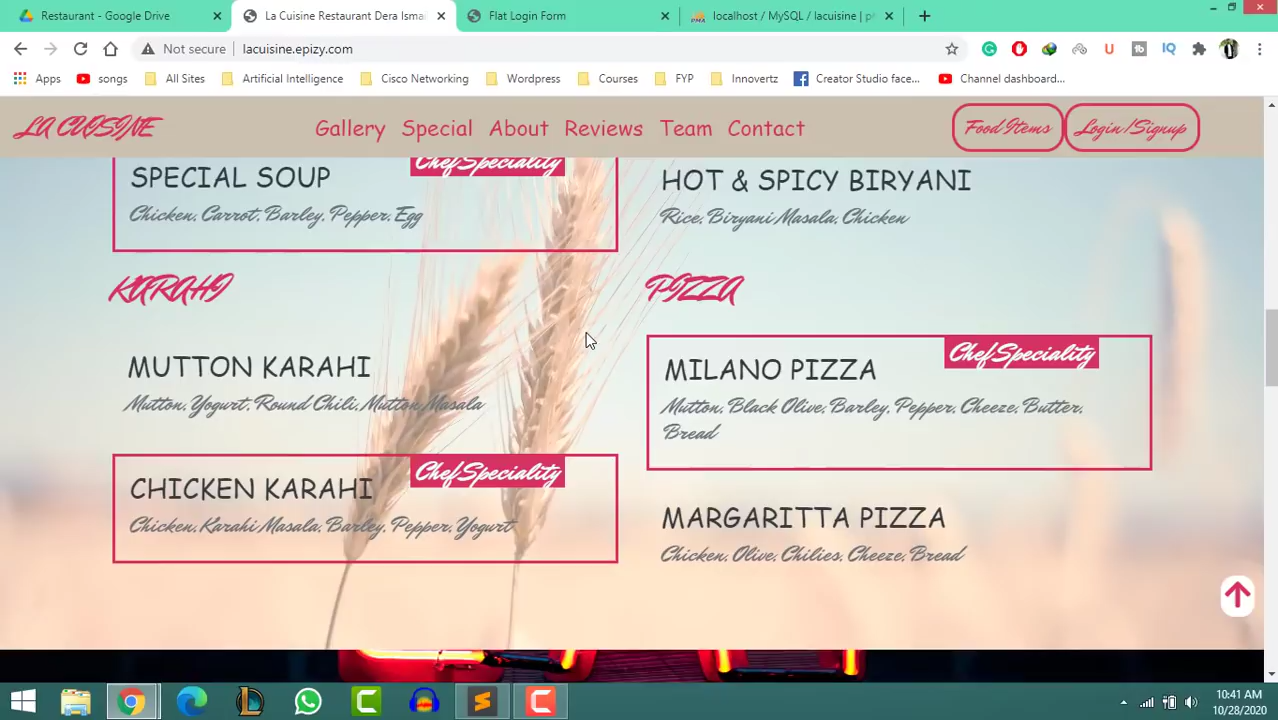 Restaurant - Google Drive
La Cuisine Restaurant Dera Isma
Flat Login Form
localhost / MySQL / lacuisine | p
Not secure
lacuisine.epizy.com
Apps
songs
All Sites
Artificial Intelligence
Cisco Networking
Wordpress
Courses
FYP
Innovertz
Creator Studio face...
Channel dashboard...
LA CUISINE
Gallery
Special
About
Reviews
Team
Contact
Food Items
Login/Signup
Chef Speciality
SPECIAL SOUP
Chicken, Carrot, Barley, Pepper, Egg
HOT & SPICY BIRYANI
Rice, Biryani Masala, Chicken
KARAHI
PIZZA
MUTTON KARAHI
Mutton, Yogurt, Round Chili, Mutton Masala
Chef Speciality
MILANO PIZZA
Mutton, Black Olive, Barley, Pepper, Cheeze, Butter,
Bread
Chef Speciality
CHICKEN KARAHI
Chicken, Karahi Masala, Barley, Pepper, Yogurt
MARGARITTA PIZZA
Chicken, Olive, Chilies, Cheeze, Bread
10:41 AM
10/28/2020